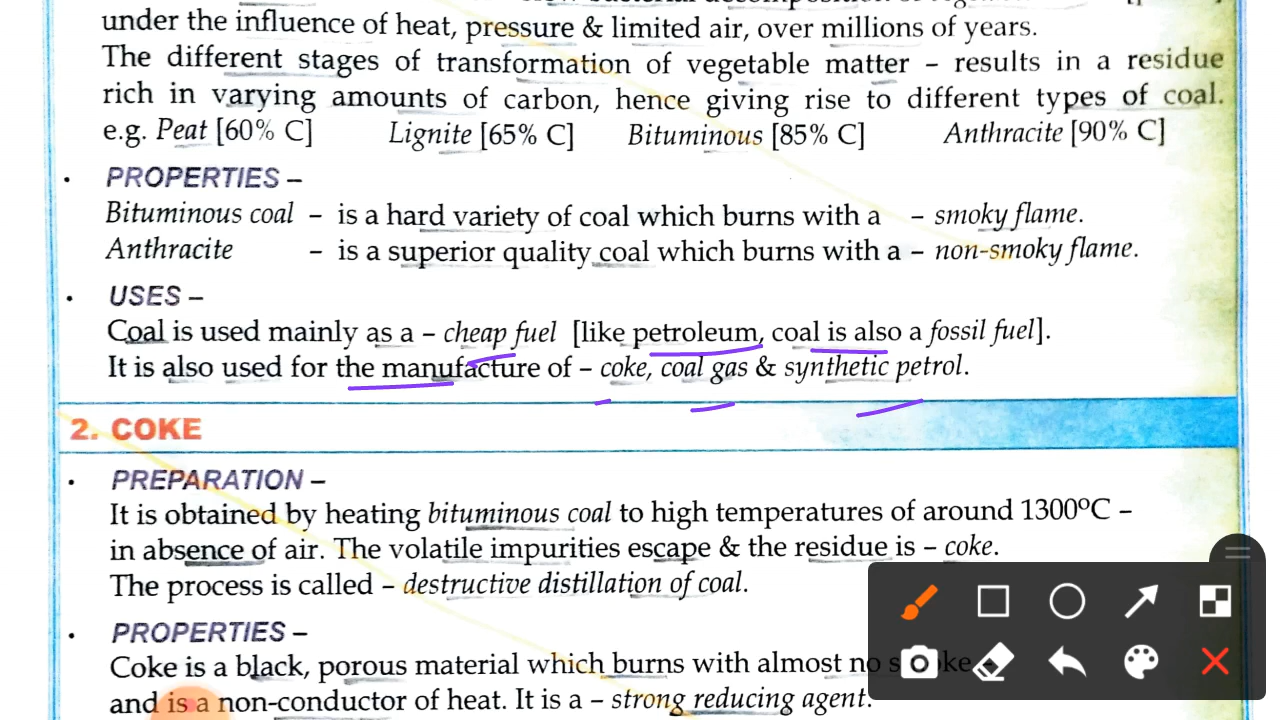 under the influence of heat, pressure & limited air, over millions of years.
The different stages of transformation of vegetable matter – results in a residue
rich in varying amounts of carbon, hence giving rise to different types of coal.
e.g. Peat [60% C] Lignite [65% C] Bituminous [85% C] Anthracite [90% C]
· PROPERTIES –
Bituminous coal – is a hard variety of coal which burns with a – smoky flame.
Anthracite – is a superior quality coal which burns with a – non-smoky flame.
· USES –
Coal is used mainly as a – cheap fuel [like petroleum, coal is also a fossil fuel].
It is also used for the manufacture of – coke, coal gas & synthetic petrol.
2. COKE
· PREPARATION –
It is obtained by heating bituminous coal to high temperatures of around 1300ºC –
in absence of air. The volatile impurities escape & the residue is – coke.
The process is called – destructive distillation of coal.
· PROPERTIES –
Coke is a black, porous material which burns with almost no
and is a non-conductor of heat. It is a – strong reducing agent.